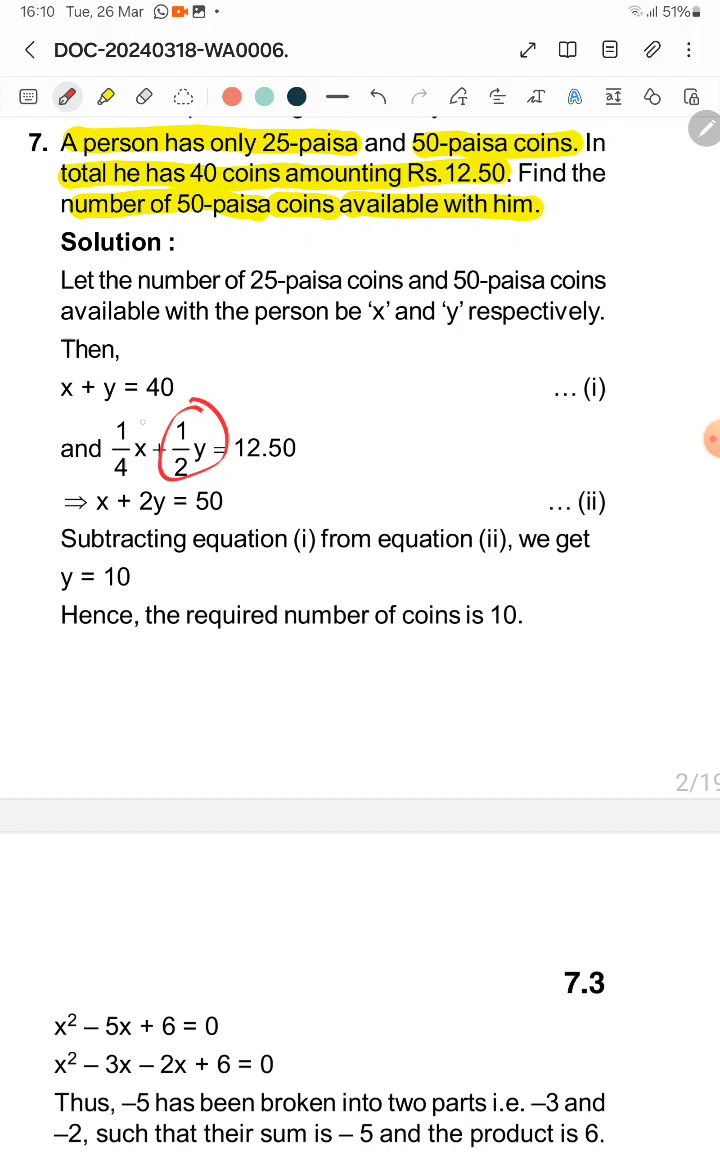 16:10 Tue, 26 Mar
51%
DOC-20240318-WA0006.
7. A person has only 25-paisa and 50-paisa coins. In
total he has 40 coins amounting Rs.12.50. Find the
number of 50-paisa coins available with him.
Solution :
Let the number of 25-paisa coins and 50-paisa coins
available with the person be ‘x’ and ‘y’ respectively.
Then,
x + y = 40 ... (i)
and 1/4 x + 1/2 y = 12.50
⇒ x + 2y = 50 ... (ii)
Subtracting equation (i) from equation (ii), we get
y = 10
Hence, the required number of coins is 10.
2/19
7.3
x² – 5x + 6 = 0
x² – 3x – 2x + 6 = 0
Thus, –5 has been broken into two parts i.e. –3 and
–2, such that their sum is – 5 and the product is 6.